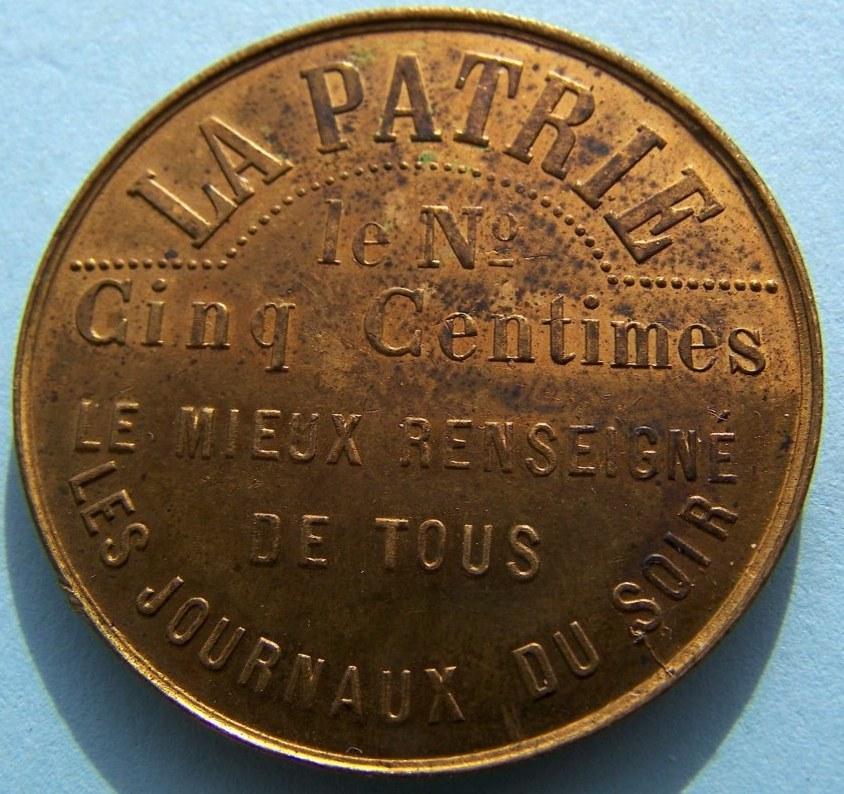 LA PATRIE
le Nº
Cinq Centimes
LE MIEUX RENSEIGNÉ
DE TOUS
LES JOURNAUX DU SOIR